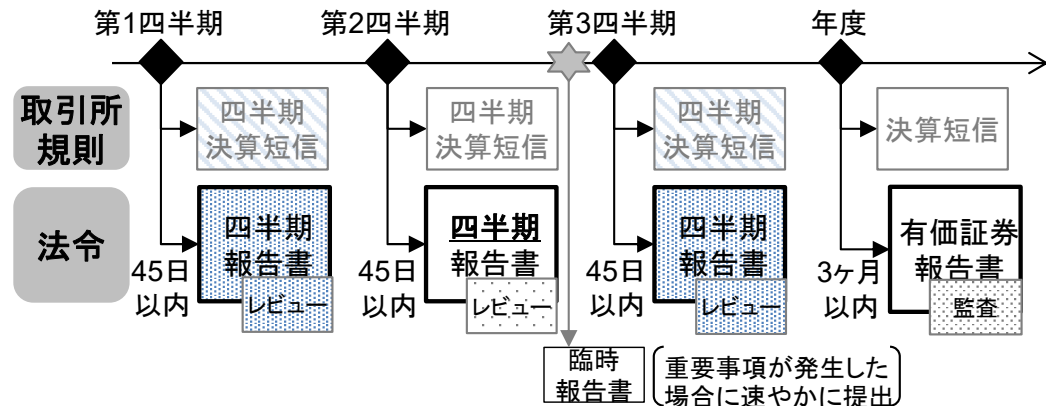 第1四半期
第2四半期
第3四半期
年度
取引所
規則
四半期
決算短信
四半期
決算短信
四半期
決算短信
決算短信
法令
45日
以内
四半期
報告書
レビュー
45日
以内
四半期
報告書
レビュー
45日
以内
四半期
報告書
レビュー
3ヶ月
以内
有価証券
報告書
監査
臨時
報告書
重要事項が発生した
場合に速やかに提出